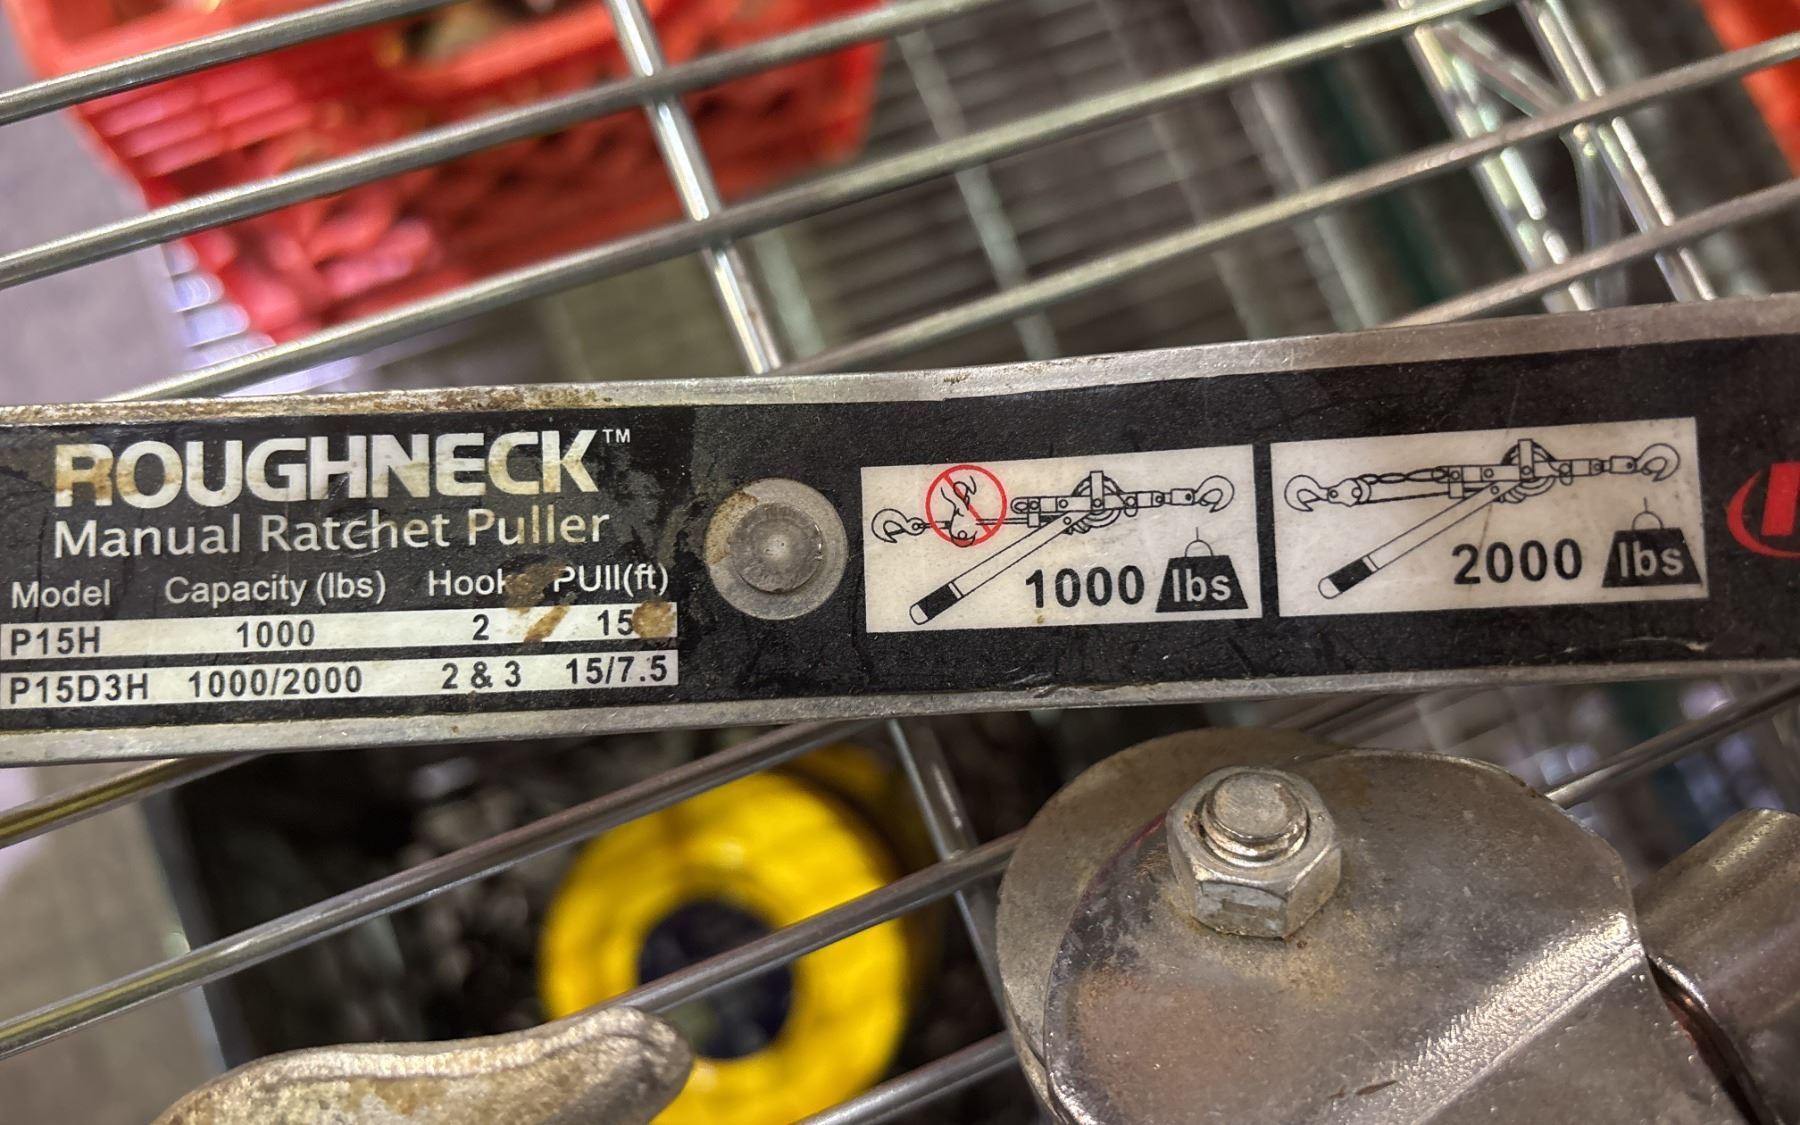 ROUGHNECK™
Manual Ratchet Puller
Model Capacity (lbs) Hook PUll(ft)
P15H 1000 2 15
P15D3H 1000/2000 2 & 3 15/7.5
1000 lbs
2000 lbs